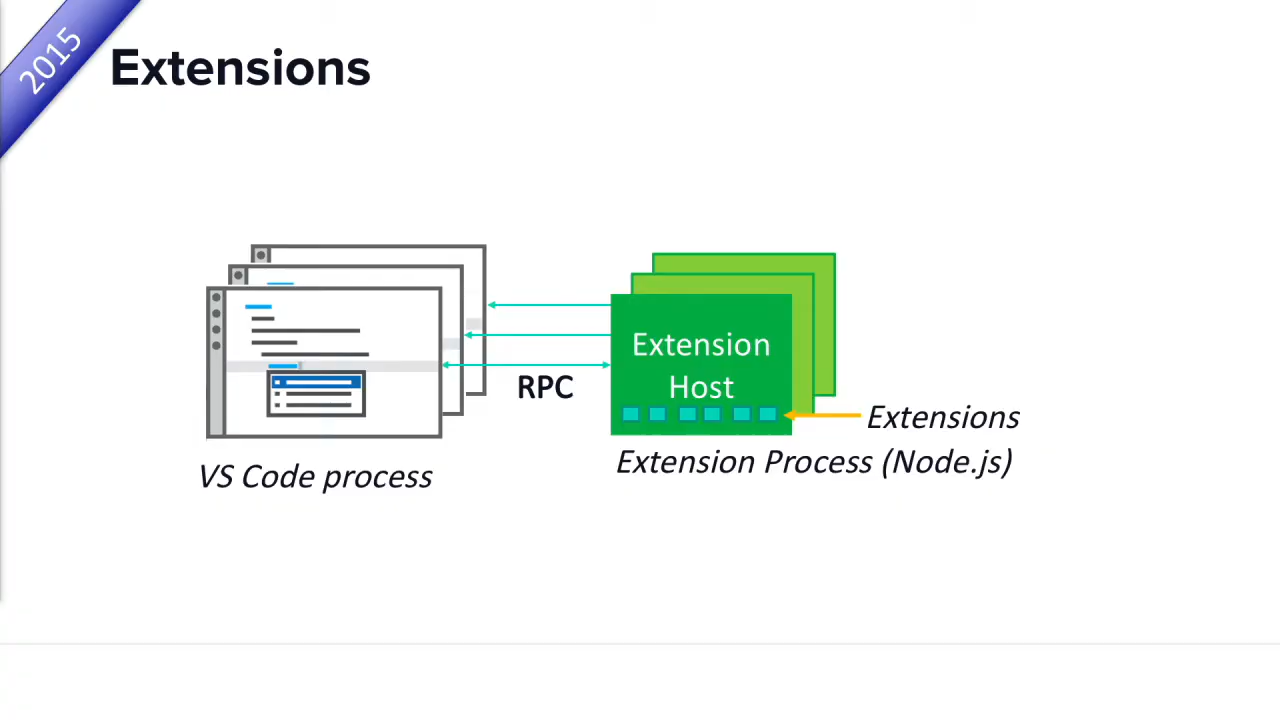 2015
Extensions
Extension
Host
RPC
Extensions
VS Code process
Extension Process (Node.js)